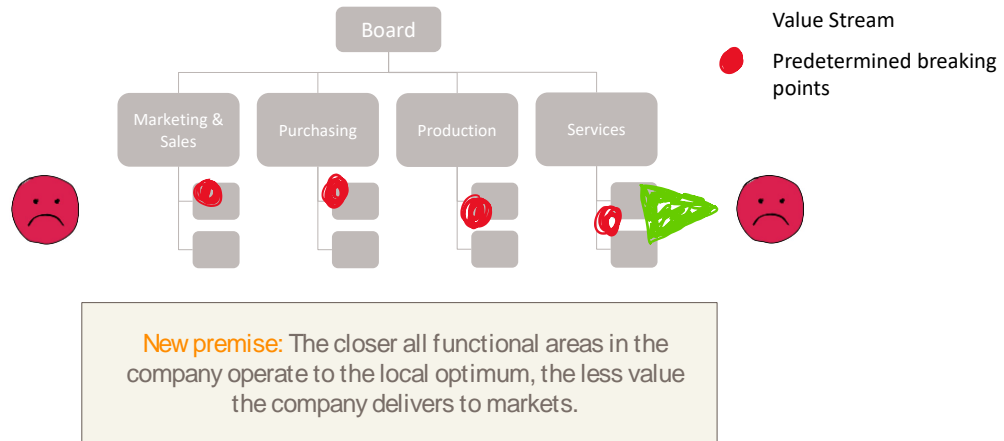 Board
Value Stream
Predetermined breaking
points
Marketing &
Sales
Purchasing
Production
Services
New premise: The closer all functional areas in the
company operate to the local optimum, the less value
the company delivers to markets.